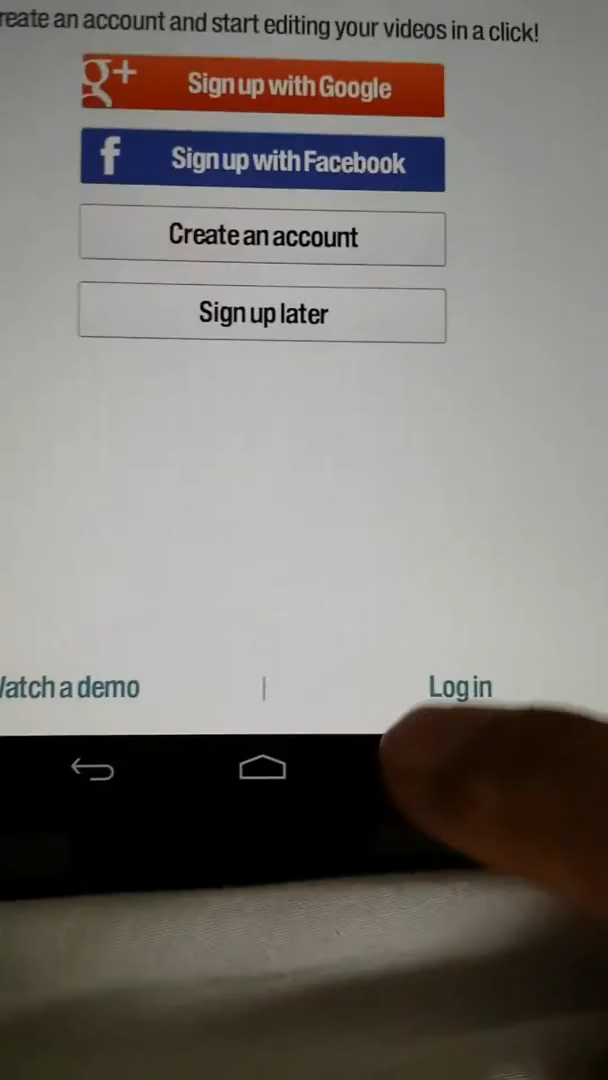 reate an account and start editing your videos in a click!
g+ Sign up with Google
f Sign up with Facebook
Create an account
Sign up later
Watch a demo | Log in